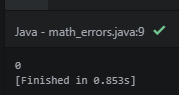 Java - math_errors.java:9
0
[Finished in 0.853s]